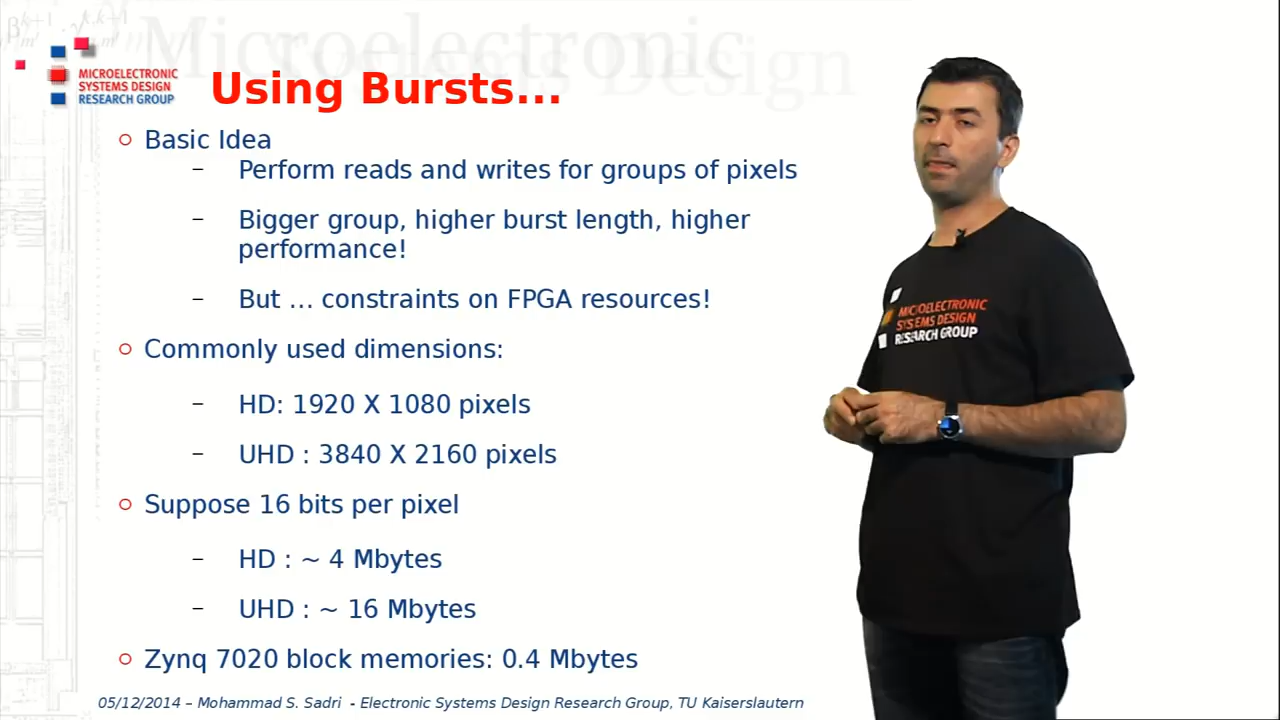 Microelectronic
Systems Design
MICROELECTRONIC
SYSTEMS DESIGN
RESEARCH GROUP
Using Bursts...
Basic Idea
– Perform reads and writes for groups of pixels
– Bigger group, higher burst length, higher
performance!
– But ... constraints on FPGA resources!
Commonly used dimensions:
– HD: 1920 X 1080 pixels
– UHD : 3840 X 2160 pixels
Suppose 16 bits per pixel
– HD : ~ 4 Mbytes
– UHD : ~ 16 Mbytes
Zynq 7020 block memories: 0.4 Mbytes
05/12/2014 – Mohammad S. Sadri - Electronic Systems Design Research Group, TU Kaiserslautern
MICROELECTRONIC
SYSTEMS DESIGN
RESEARCH GROUP